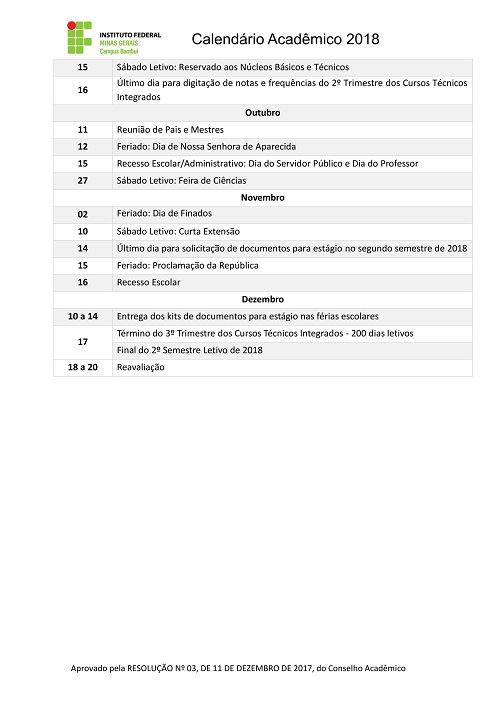 INSTITUTO FEDERAL
MINAS GERAIS
Campus Bambuí
Calendário Acadêmico 2018
15 Sábado Letivo: Reservado aos Núcleos Básicos e Técnicos
16 Último dia para digitação de notas e frequências do 2º Trimestre dos Cursos Técnicos
Integrados
Outubro
11 Reunião de Pais e Mestres
12 Feriado: Dia de Nossa Senhora de Aparecida
15 Recesso Escolar/Administrativo: Dia do Servidor Público e Dia do Professor
27 Sábado Letivo: Feira de Ciências
Novembro
02 Feriado: Dia de Finados
10 Sábado Letivo: Curta Extensão
14 Último dia para solicitação de documentos para estágio no segundo semestre de 2018
15 Feriado: Proclamação da República
16 Recesso Escolar
Dezembro
10 a 14 Entrega dos kits de documentos para estágio nas férias escolares
17 Término do 3º Trimestre dos Cursos Técnicos Integrados - 200 dias letivos
Final do 2º Semestre Letivo de 2018
18 a 20 Reavaliação
Aprovado pela RESOLUÇÃO Nº 03, DE 11 DE DEZEMBRO DE 2017, do Conselho Acadêmico